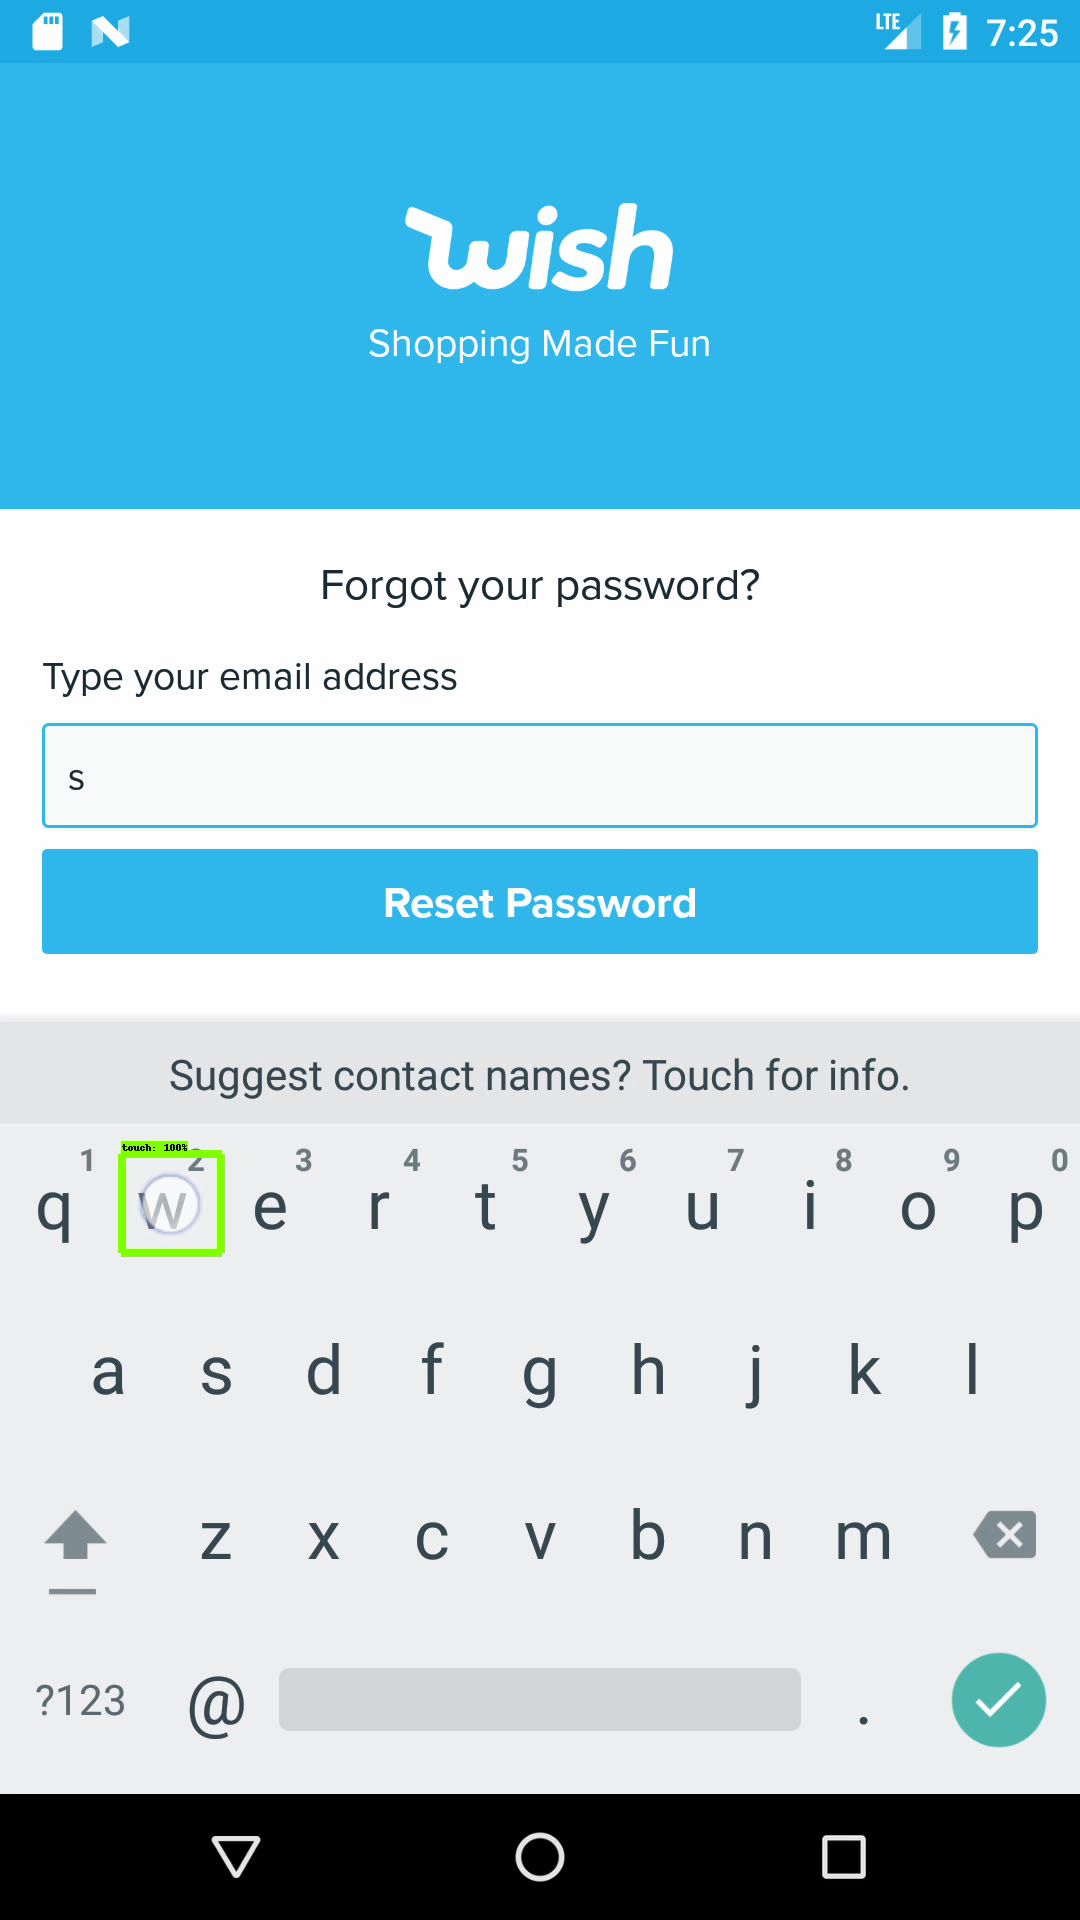 LTE 7:25
wish
Shopping Made Fun
Forgot your password?
Type your email address
s
Reset Password
Suggest contact names? Touch for info.
touch: 100%
1 2 3 4 5 6 7 8 9 0
q w e r t y u i o p
a s d f g h j k l
z x c v b n m
?123 @ .